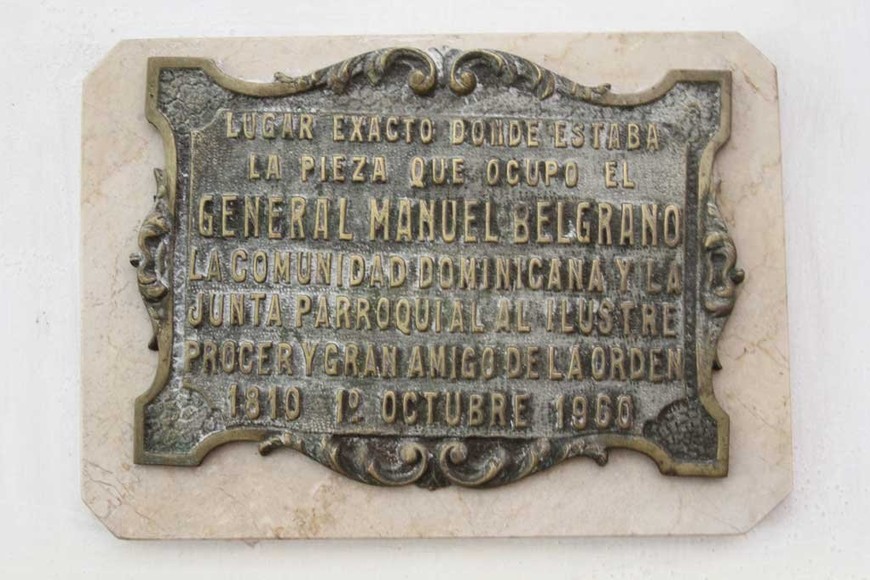 LUGAR EXACTO DONDE ESTABA
LA PIEZA QUE OCUPO EL
GENERAL MANUEL BELGRANO
LA COMUNIDAD DOMINICANA Y LA
JUNTA PARROQUIAL AL ILUSTRE
PROCER Y GRAN AMIGO DE LA ORDEN
1810 1º OCTUBRE 1960